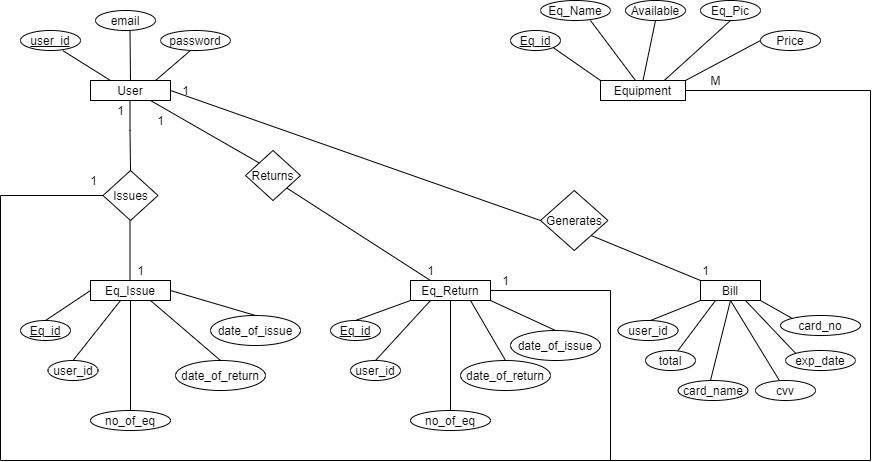 Eq_Name
Available
Eq_Pic
email
user_id
password
Eq_id
Price
User
1
Equipment
M
1
1
1
Issues
Returns
Generates
1
1
1
1
Eq_Issue
Eq_Return
Bill
Eq_id
date_of_issue
Eq_id
date_of_issue
user_id
card_no
user_id
date_of_return
user_id
date_of_return
total
exp_date
card_name
cvv
no_of_eq
no_of_eq